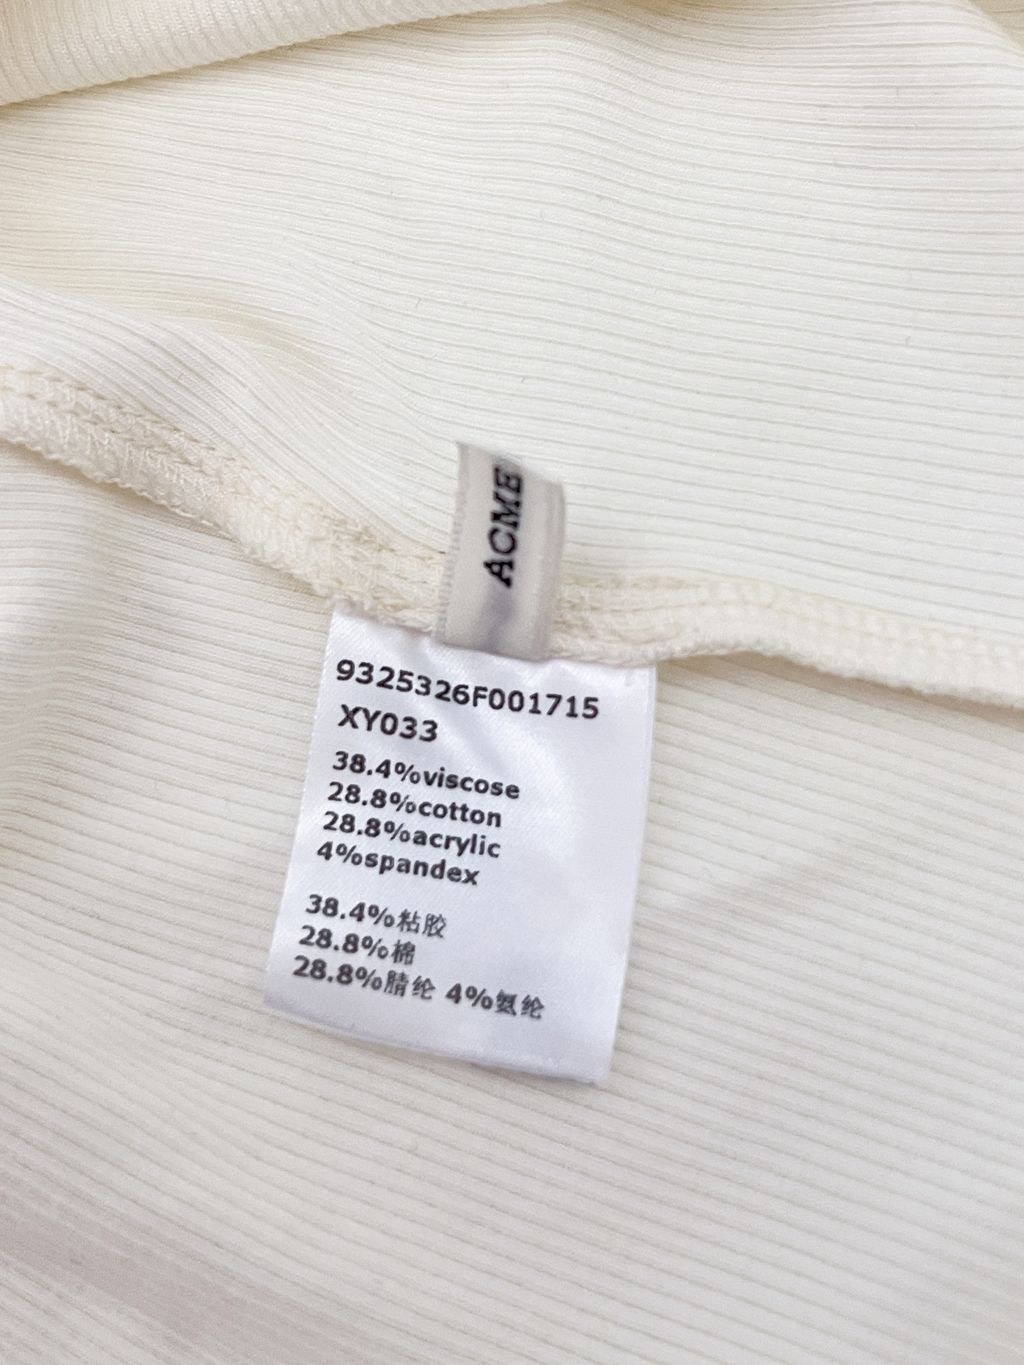 ACME
9325326F001715
XY033
38.4%viscose
28.8%cotton
28.8%acrylic
4%spandex
38.4%粘胶
28.8%棉
28.8%腈纶 4%氨纶